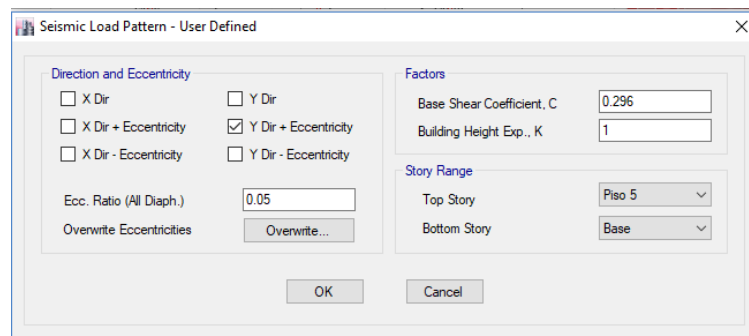 Seismic Load Pattern - User Defined
Direction and Eccentricity
X Dir
Y Dir
X Dir + Eccentricity
Y Dir + Eccentricity
X Dir - Eccentricity
Y Dir - Eccentricity
Ecc. Ratio (All Diaph.)
0.05
Overwrite Eccentricities
Overwrite...
Factors
Base Shear Coefficient, C
0.296
Building Height Exp., K
1
Story Range
Top Story
Piso 5
Bottom Story
Base
OK
Cancel